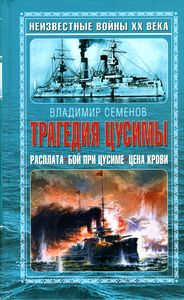 НЕИЗВЕСТНЫЕ ВОЙНЫ XX ВЕКА
ВЛАДИМИР СЕМЕНОВ
ТРАГЕДИЯ ЦУСИМЫ
РАСПЛАТА БОЙ ПРИ ЦУСИМЕ ЦЕНА КРОВИ